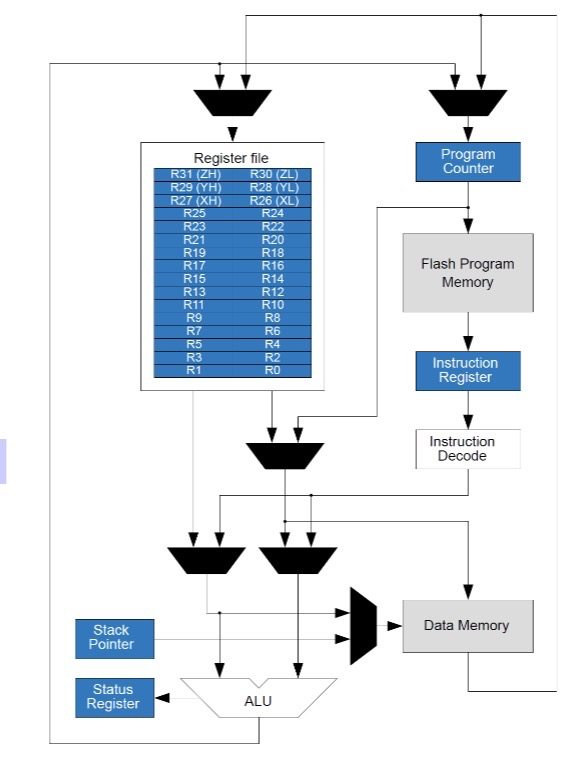 Register file
R31 (ZH) R30 (ZL)
R29 (YH) R28 (YL)
R27 (XH) R26 (XL)
R25 R24
R23 R22
R21 R20
R19 R18
R17 R16
R15 R14
R13 R12
R11 R10
R9 R8
R7 R6
R5 R4
R3 R2
R1 R0
Program
Counter
Flash Program
Memory
Instruction
Register
Instruction
Decode
Stack
Pointer
Data Memory
Status
Register
ALU